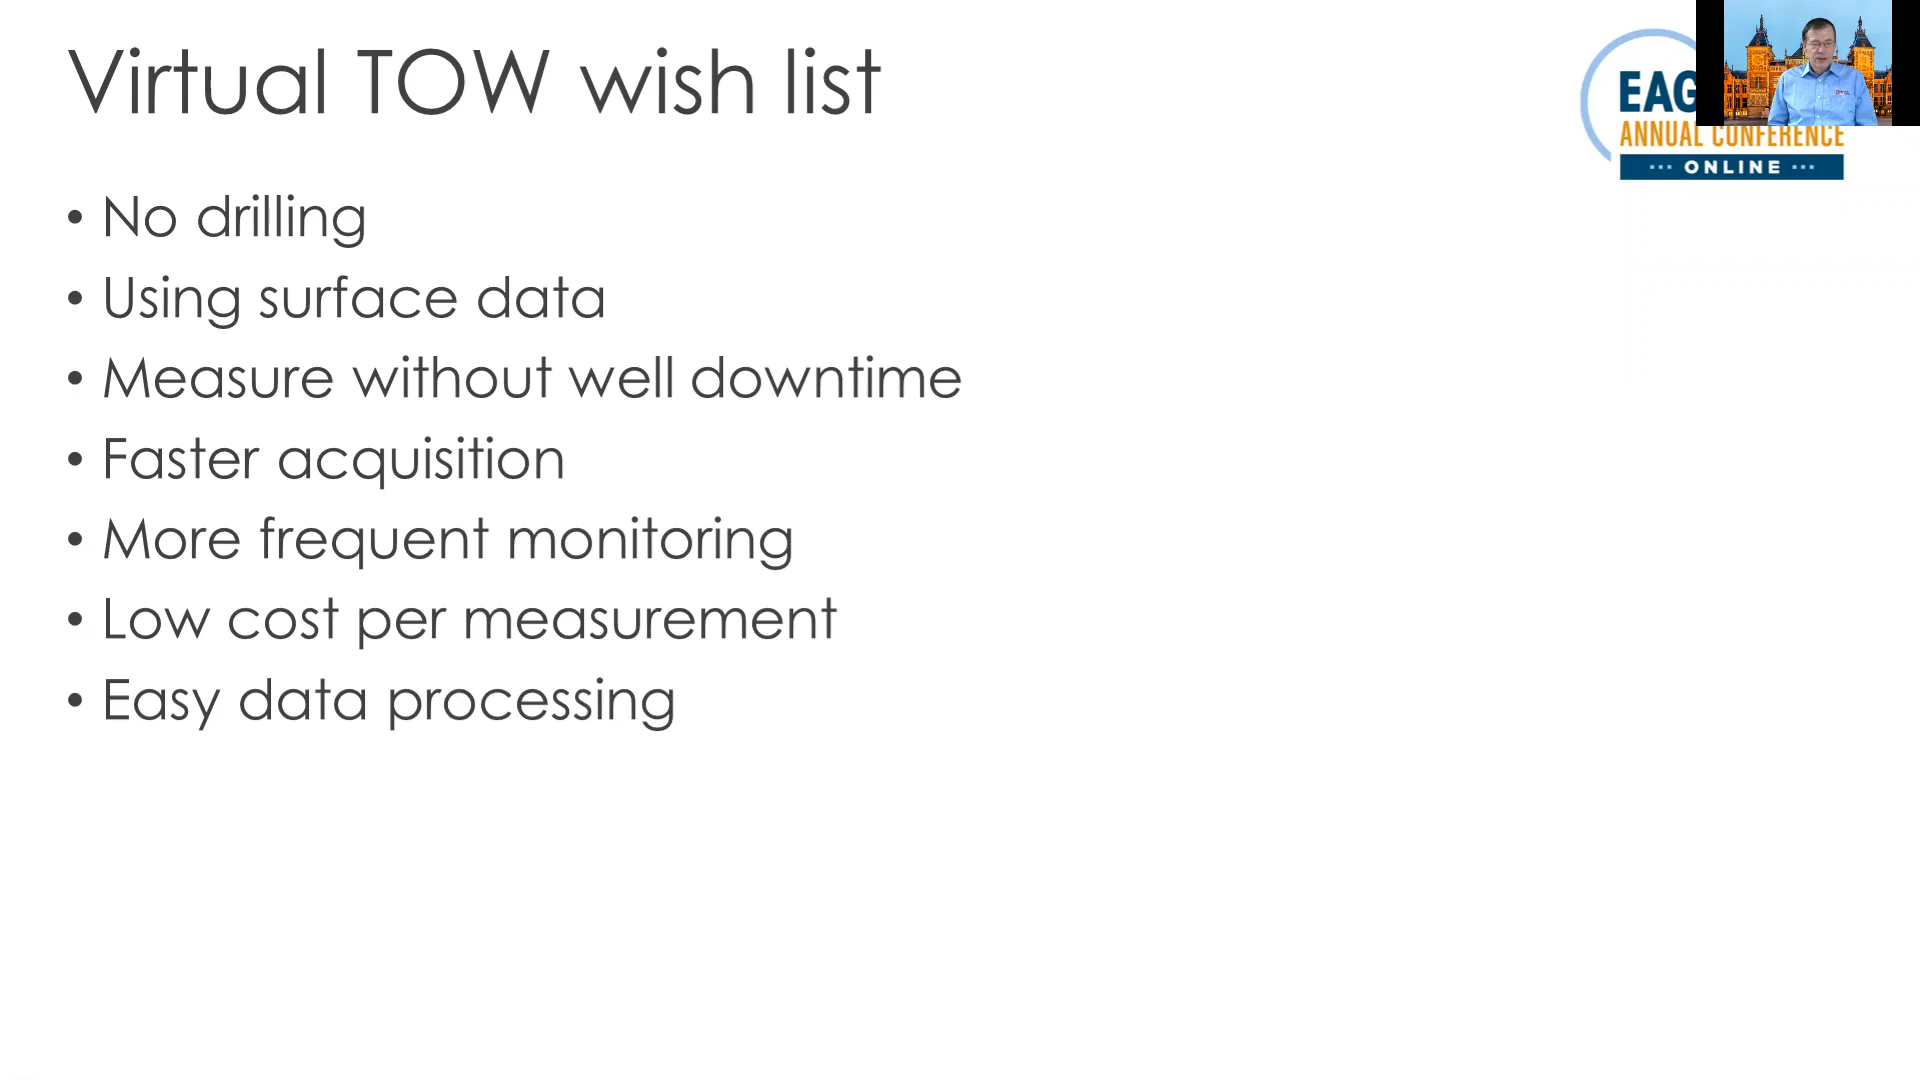 Virtual TOW wish list
EAG
ANNUAL CONFERENCE
••• ONLINE •••
• No drilling
• Using surface data
• Measure without well downtime
• Faster acquisition
• More frequent monitoring
• Low cost per measurement
• Easy data processing